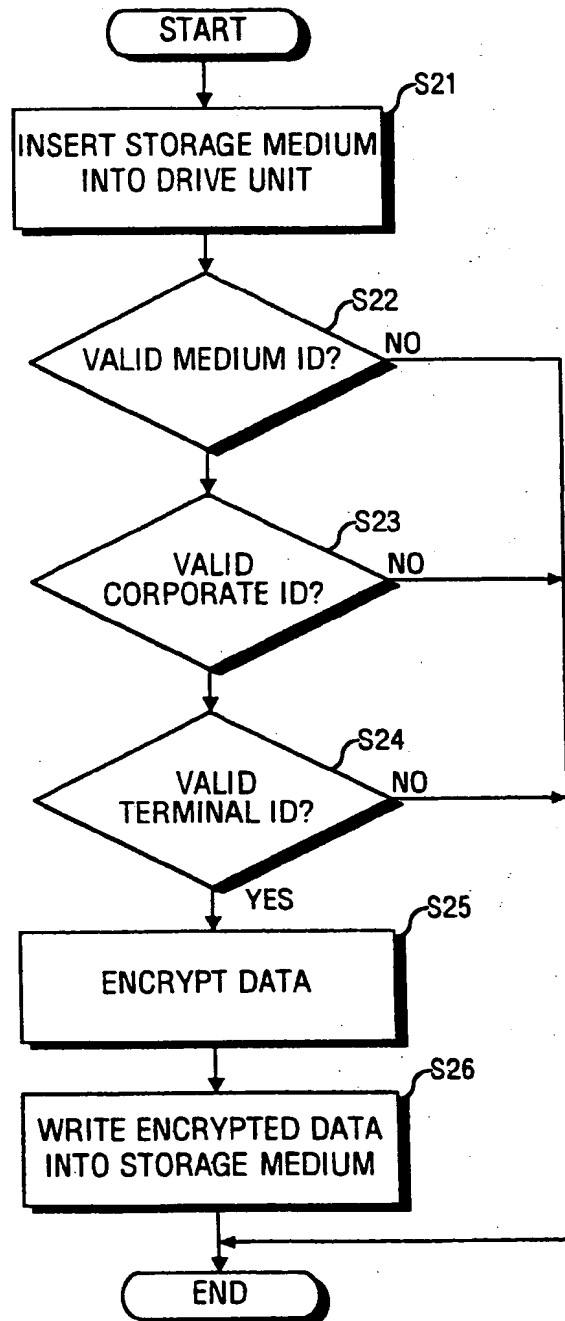 START
S21
INSERT STORAGE MEDIUM
INTO DRIVE UNIT
S22
VALID MEDIUM ID?
NO
S23
VALID
CORPORATE ID?
NO
S24
VALID
TERMINAL ID?
NO
YES
S25
ENCRYPT DATA
S26
WRITE ENCRYPTED DATA
INTO STORAGE MEDIUM
END